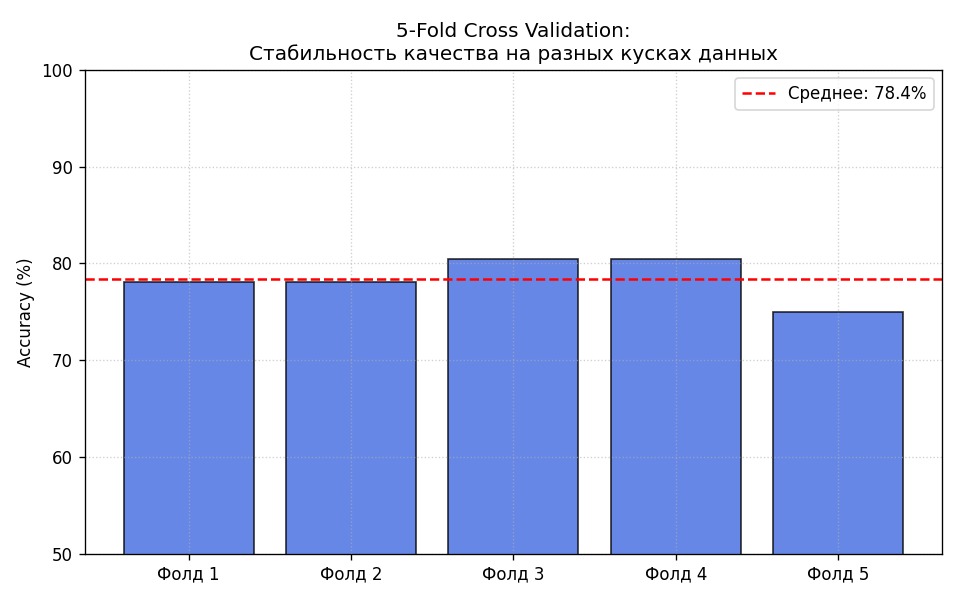 5-Fold Cross Validation:
Стабильность качества на разных кусках данных
Среднее: 78.4%
Accuracy (%)
100
90
80
70
60
50
Фолд 1
Фолд 2
Фолд 3
Фолд 4
Фолд 5